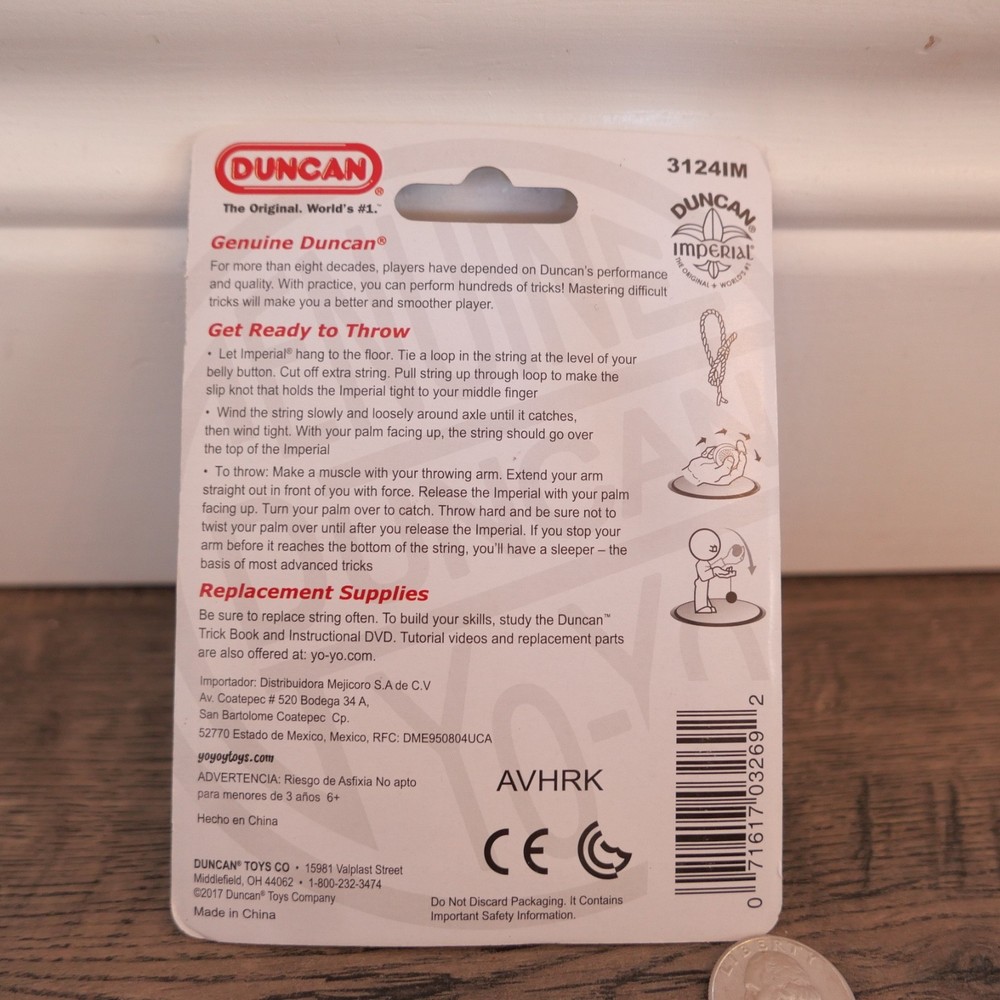 DUNCAN®
The Original. World's #1.™
3124IM
DUNCAN®
IMPERIAL®
THE ORIGINAL • WORLD'S #1
Genuine Duncan®
For more than eight decades, players have depended on Duncan's performance
and quality. With practice, you can perform hundreds of tricks! Mastering difficult
tricks will make you a better and smoother player.
Get Ready to Throw
• Let Imperial® hang to the floor. Tie a loop in the string at the level of your
belly button. Cut off extra string. Pull string up through loop to make the
slip knot that holds the Imperial tight to your middle finger
• Wind the string slowly and loosely around axle until it catches,
then wind tight. With your palm facing up, the string should go over
the top of the Imperial
• To throw: Make a muscle with your throwing arm. Extend your arm
straight out in front of you with force. Release the Imperial with your palm
facing up. Turn your palm over to catch. Throw hard and be sure not to
twist your palm over until after you release the Imperial. If you stop your
arm before it reaches the bottom of the string, you'll have a sleeper – the
basis of most advanced tricks
Replacement Supplies
Be sure to replace string often. To build your skills, study the Duncan™
Trick Book and Instructional DVD. Tutorial videos and replacement parts
are also offered at: yo-yo.com.
Importador: Distribuidora Mejicoro S.A de C.V
Av. Coatepec # 520 Bodega 34 A,
San Bartolome Coatepec Cp.
52770 Estado de Mexico, Mexico, RFC: DME950804UCA
yoyoytoys.com
ADVERTENCIA: Riesgo de Asfixia No apto
para menores de 3 años 6+
Hecho en China
AVHRK
CE
DUNCAN® TOYS CO • 15981 Valplast Street
Middlefield, OH 44062 • 1-800-232-3474
©2017 Duncan® Toys Company
Made in China
Do Not Discard Packaging. It Contains
Important Safety Information.
0 71617 03269 2
GENUINE
DUNCAN
YO-YO
LIBERTY